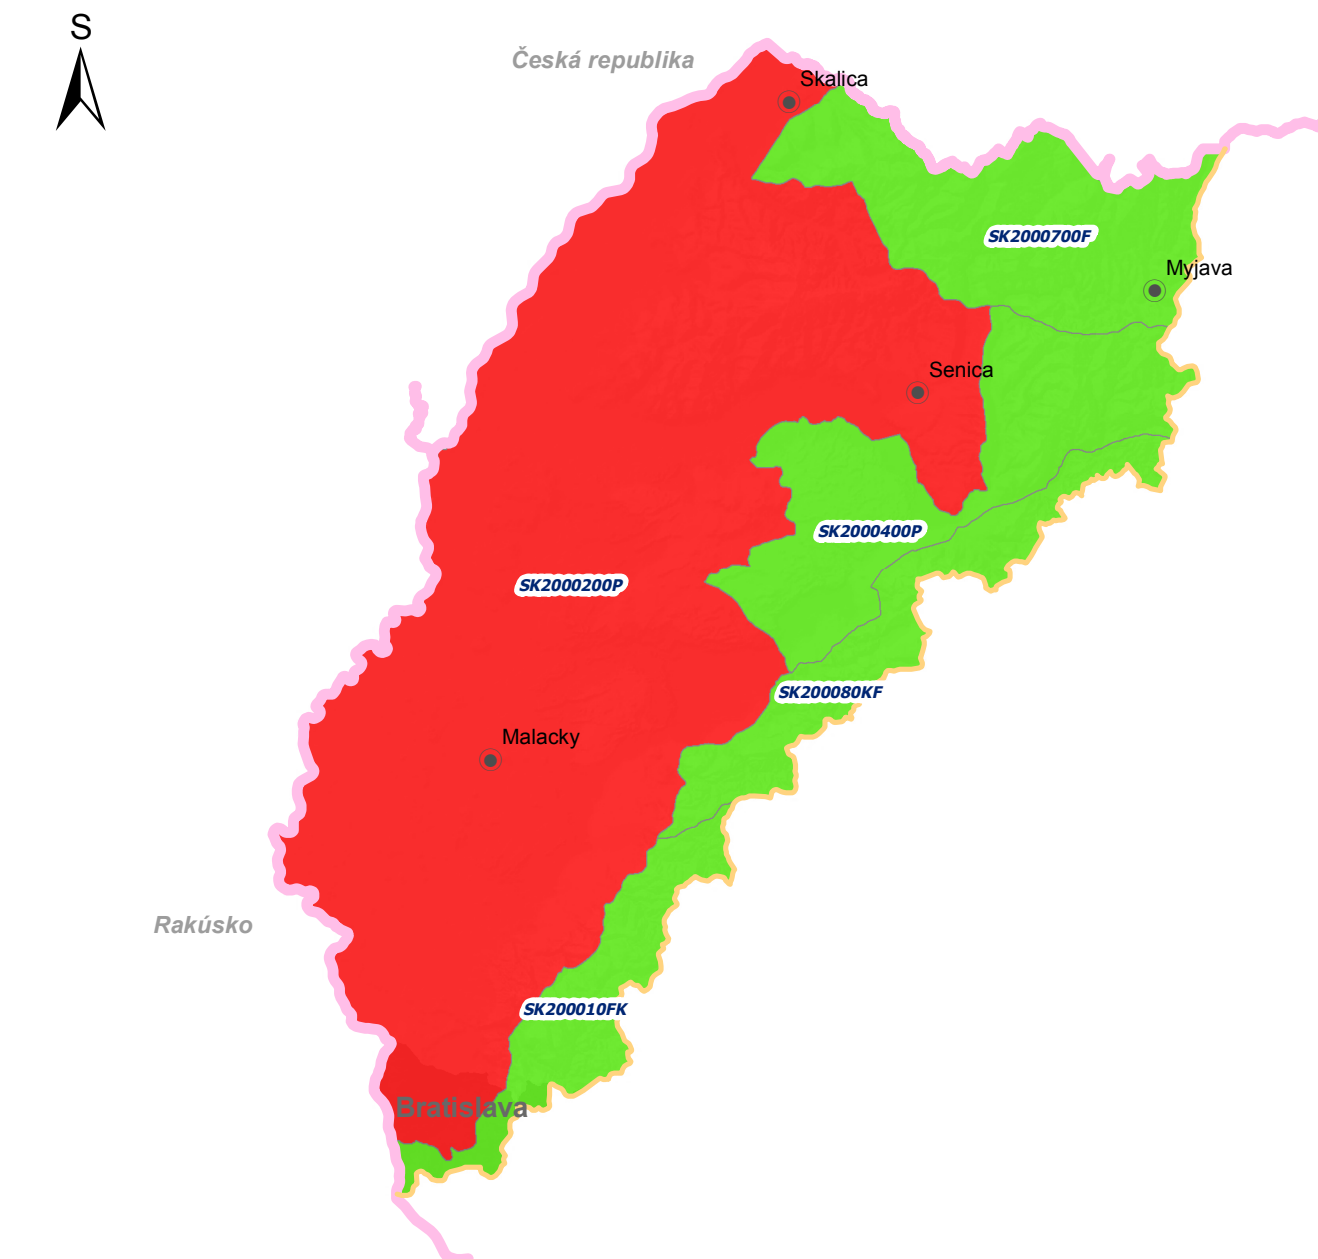 S
Česká republika
Skalica
SK2000700F
Myjava
Senica
SK2000400P
SK2000200P
SK200080KF
Malacky
Rakúsko
SK200010FK
Bratislava